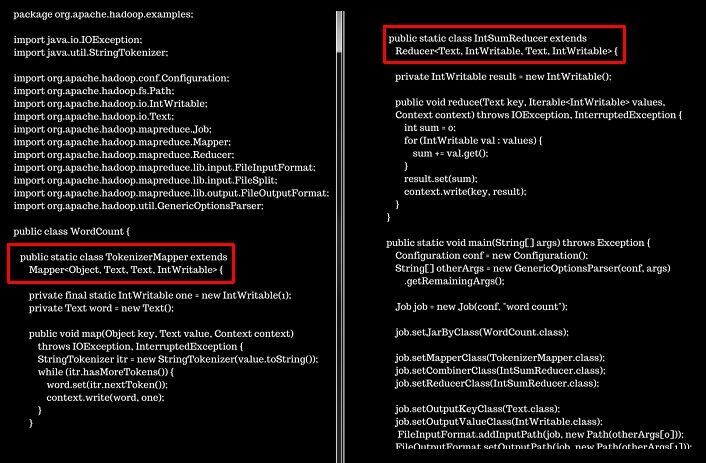 package org.apache.hadoop.examples;
import java.io.IOException;
import java.util.StringTokenizer;
import org.apache.hadoop.conf.Configuration;
import org.apache.hadoop.fs.Path;
import org.apache.hadoop.io.IntWritable;
import org.apache.hadoop.io.Text;
import org.apache.hadoop.mapreduce.Job;
import org.apache.hadoop.mapreduce.Mapper;
import org.apache.hadoop.mapreduce.Reducer;
import org.apache.hadoop.mapreduce.lib.input.FileInputFormat;
import org.apache.hadoop.mapreduce.lib.input.FileSplit;
import org.apache.hadoop.mapreduce.lib.output.FileOutputFormat;
import org.apache.hadoop.util.GenericOptionsParser;
public class WordCount {
public static class TokenizerMapper extends
Mapper<Object, Text, Text, IntWritable> {
private final static IntWritable one = new IntWritable(1);
private Text word = new Text();
public void map(Object key, Text value, Context context)
throws IOException, InterruptedException {
StringTokenizer itr = new StringTokenizer(value.toString());
while (itr.hasMoreTokens()) {
word.set(itr.nextToken());
context.write(word, one);
}
}
public static class IntSumReducer extends
Reducer<Text, IntWritable, Text, IntWritable> {
private IntWritable result = new IntWritable();
public void reduce(Text key, Iterable<IntWritable> values,
Context context) throws IOException, InterruptedException {
int sum = 0;
for (IntWritable val : values) {
sum += val.get();
}
result.set(sum);
context.write(key, result);
}
}
public static void main(String[] args) throws Exception {
Configuration conf = new Configuration();
String[] otherArgs = new GenericOptionsParser(conf, args)
.getRemainingArgs();
Job job = new Job(conf, "word count");
job.setJarByClass(WordCount.class);
job.setMapperClass(TokenizerMapper.class);
job.setCombinerClass(IntSumReducer.class);
job.setReducerClass(IntSumReducer.class);
job.setOutputKeyClass(Text.class);
job.setOutputValueClass(IntWritable.class);
FileInputFormat.addInputPath(job, new Path(otherArgs[0]));
FileOutputFormat.setOutputPath(job, new Path(otherArgs[1]));